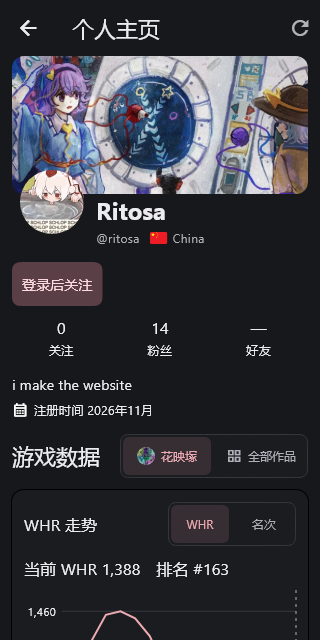 个人主页
SCHLOP SCHLOP SCHLOP
Ritosa
@ritosa China
登录后关注
0 14 —
关注 粉丝 好友
i make the website
注册时间 2026年11月
游戏数据 花映塚 全部作品
WHR 走势 WHR 名次
当前 WHR 1,388 排名 #163
1,460